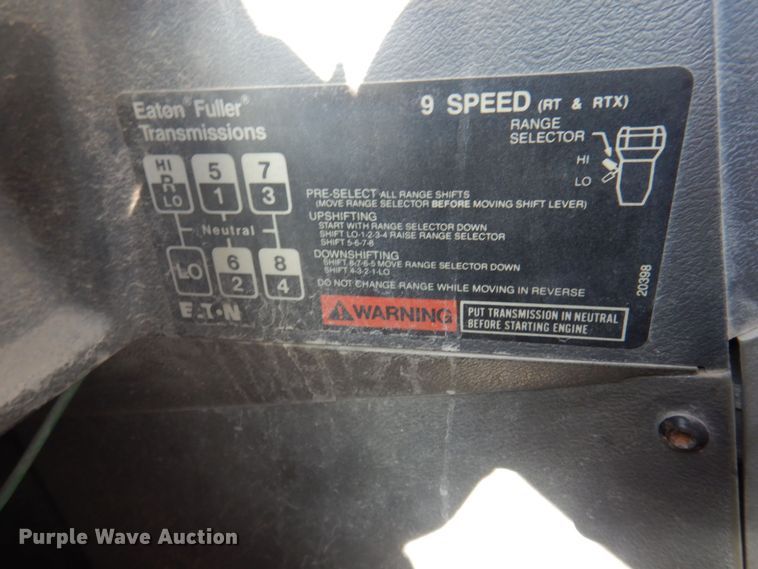 Eaton® Fuller®
Transmissions
9 SPEED (RT & RTX)
RANGE
SELECTOR
HI
LO
HI 5 7
R
LO 1 3
Neutral
LO 6 8
2 4
EATON
PRE-SELECT ALL RANGE SHIFTS
(MOVE RANGE SELECTOR BEFORE MOVING SHIFT LEVER)
UPSHIFTING
START WITH RANGE SELECTOR DOWN
SHIFT LO-1-2-3-4 RAISE RANGE SELECTOR
SHIFT 5-6-7-8
DOWNSHIFTING
SHIFT 8-7-6-5 MOVE RANGE SELECTOR DOWN
SHIFT 4-3-2-1-LO
DO NOT CHANGE RANGE WHILE MOVING IN REVERSE
WARNING
PUT TRANSMISSION IN NEUTRAL
BEFORE STARTING ENGINE
20398
Purple Wave Auction